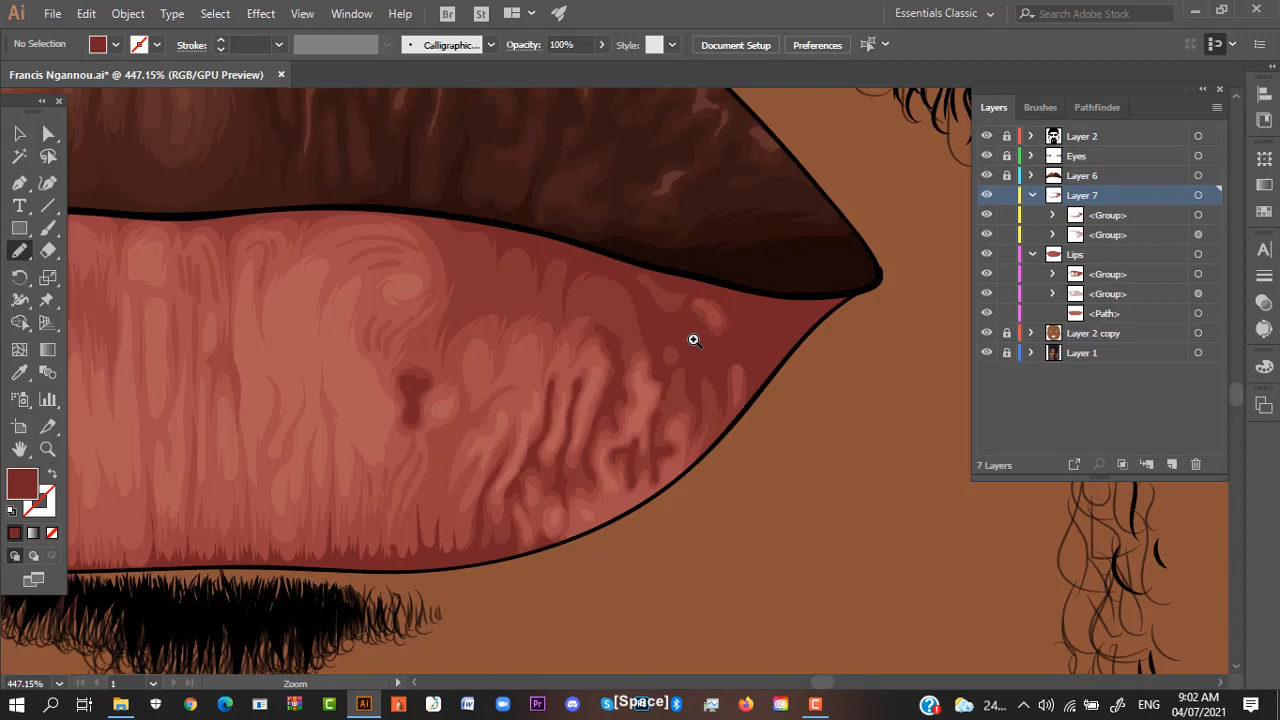 Ai File Edit Object Type Select Effect View Window Help Br St Essentials Classic Search Adobe Stock
No Selection Stroke: Calligraphic... Opacity: 100% Style: Document Setup Preferences
Francis Ngannou.ai* @ 447.15% (RGB/GPU Preview)
Layers Brushes Pathfinder
Layer 2
Eyes
Layer 6
Layer 7
<Group>
<Group>
Lips
<Group>
<Group>
<Path>
Layer 2 copy
Layer 1
7 Layers
447.15% 1 Zoom
[Space]
24...
9:02 AM
04/07/2021